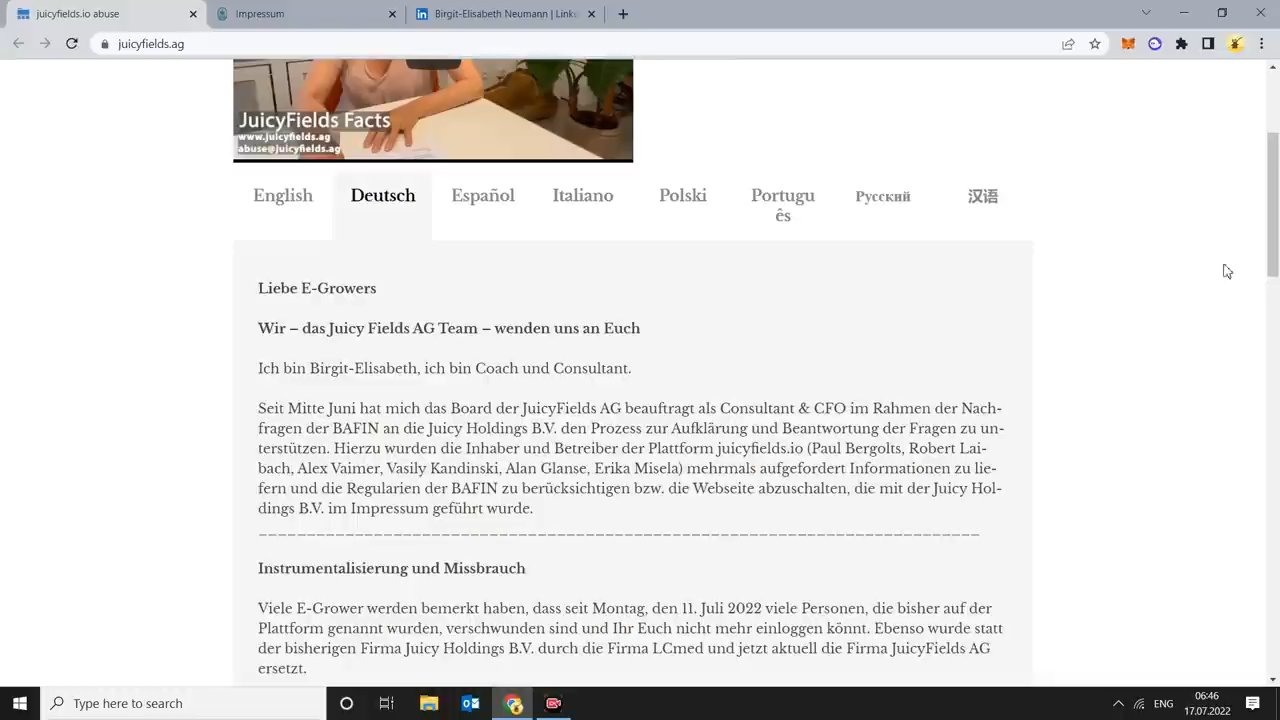 juicyfields.io abuse
Impressum
Birgit-Elisabeth Neumann | Linke
juicyfields.ag
JuicyFields Facts
www.juicyfields.ag
abuse@juicyfields.ag
English Deutsch Español Italiano Polski Portugu Русский 汉语
ês
Liebe E-Growers
Wir – das Juicy Fields AG Team – wenden uns an Euch
Ich bin Birgit-Elisabeth, ich bin Coach und Consultant.
Seit Mitte Juni hat mich das Board der JuicyFields AG beauftragt als Consultant & CFO im Rahmen der Nach-
fragen der BAFIN an die Juicy Holdings B.V. den Prozess zur Aufklärung und Beantwortung der Fragen zu un-
terstützen. Hierzu wurden die Inhaber und Betreiber der Plattform juicyfields.io (Paul Bergolts, Robert Lai-
bach, Alex Vaimer, Vasily Kandinski, Alan Glanse, Erika Misela) mehrmals aufgefordert Informationen zu lie-
fern und die Regularien der BAFIN zu berücksichtigen bzw. die Webseite abzuschalten, die mit der Juicy Hol-
dings B.V. im Impressum geführt wurde.
Instrumentalisierung und Missbrauch
Viele E-Grower werden bemerkt haben, dass seit Montag, den 11. Juli 2022 viele Personen, die bisher auf der
Plattform genannt wurden, verschwunden sind und Ihr Euch nicht mehr einloggen könnt. Ebenso wurde statt
der bisherigen Firma Juicy Holdings B.V. durch die Firma LCmed und jetzt aktuell die Firma JuicyFields AG
ersetzt.
Type here to search
ENG
06:46
17.07.2022